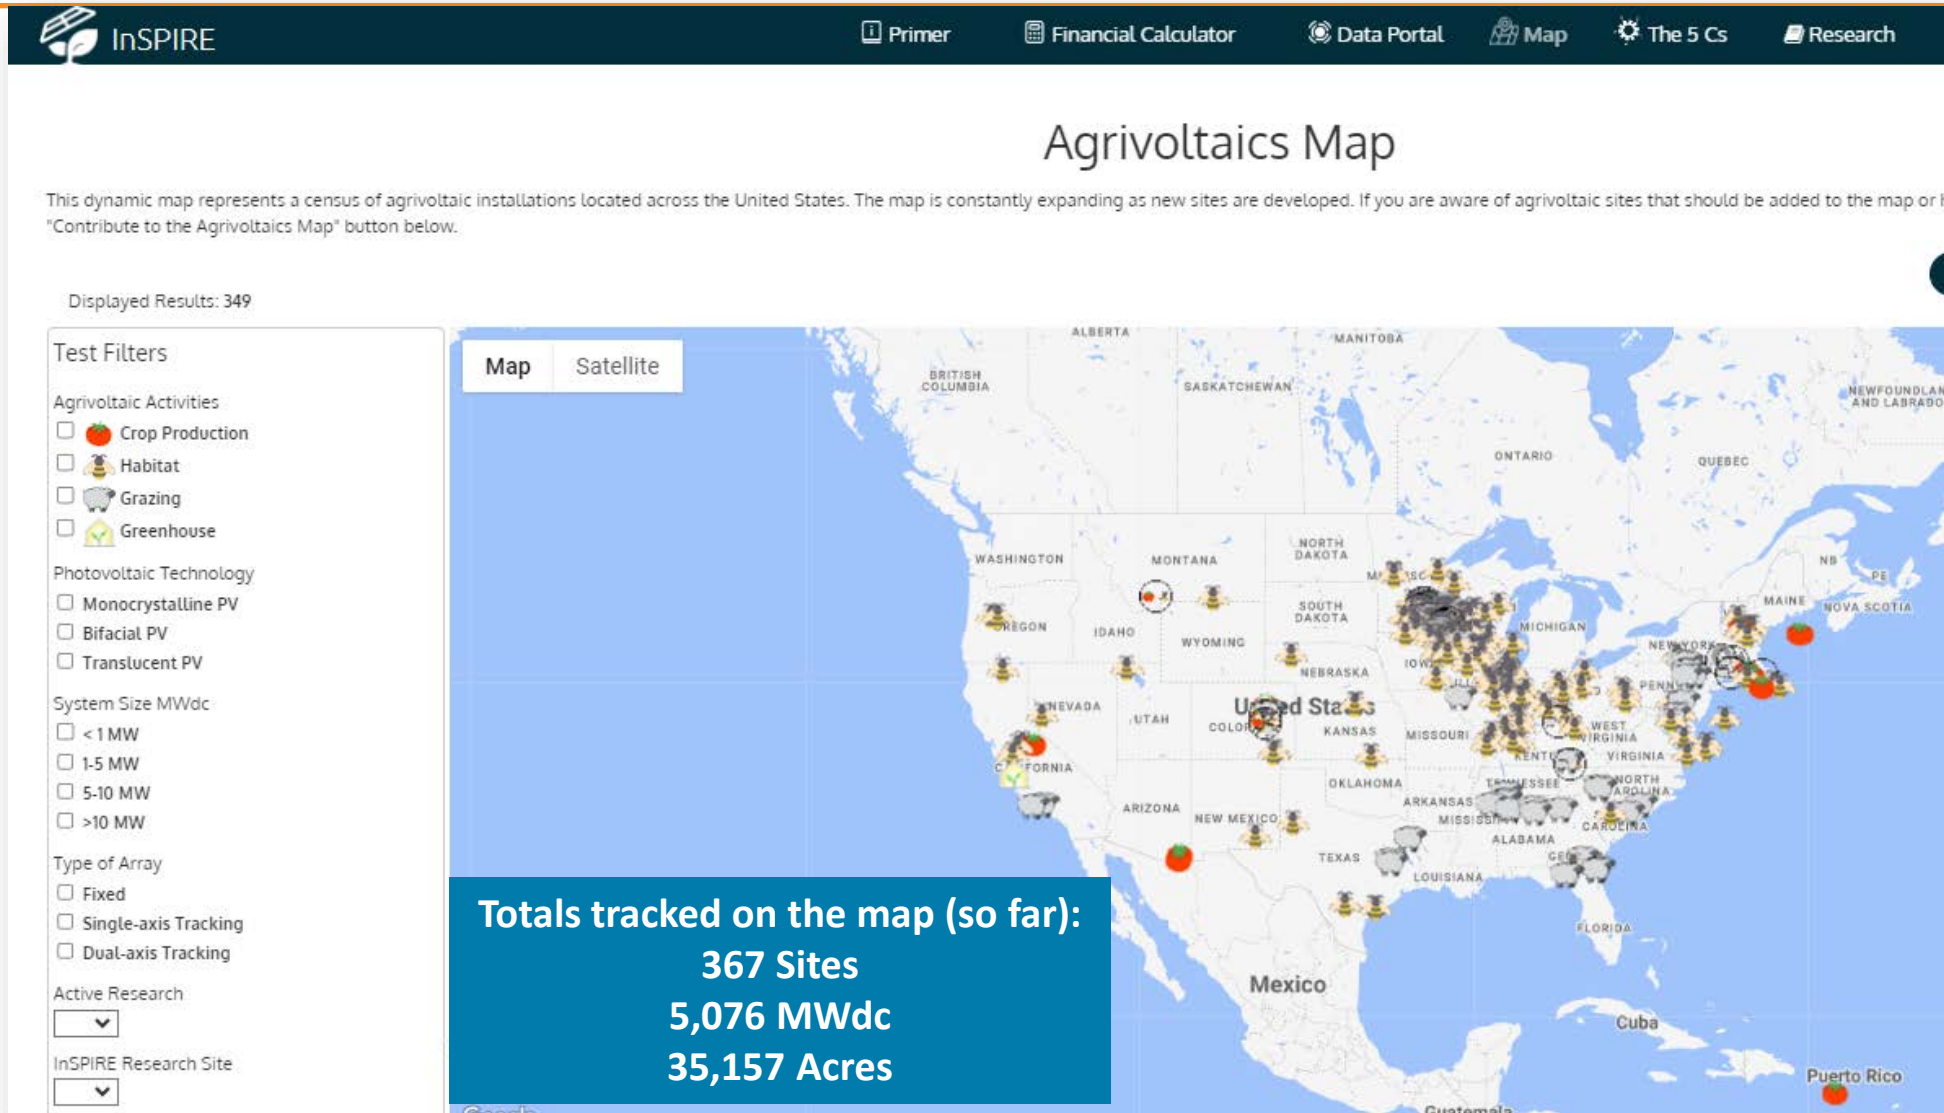 InSPIRE
Primer
Financial Calculator
Data Portal
Map
The 5 Cs
Research
Agrivoltaics Map
This dynamic map represents a census of agrivoltaic installations located across the United States. The map is constantly expanding as new sites are developed. If you are aware of agrivoltaic sites that should be added to the map or
"Contribute to the Agrivoltaics Map" button below.
Displayed Results: 349
Test Filters
Agrivoltaic Activities
Crop Production
Habitat
Grazing
Greenhouse
Photovoltaic Technology
Monocrystalline PV
Bifacial PV
Translucent PV
System Size MWdc
< 1 MW
1-5 MW
5-10 MW
>10 MW
Type of Array
Fixed
Single-axis Tracking
Dual-axis Tracking
Active Research
InSPIRE Research Site
Map
Satellite
ALBERTA
MANITOBA
BRITISH
COLUMBIA
SASKATCHEWAN
ONTARIO
QUEBEC
NB
PE
MAINE
NOVA SCOTIA
WASHINGTON
MONTANA
NORTH
DAKOTA
SOUTH
DAKOTA
IDAHO
WYOMING
MICHIGAN
NEBRASKA
NEVADA
UTAH
KANSAS
MISSOURI
WEST
VIRGINIA
VIRGINIA
OKLAHOMA
ARKANSAS
NORTH
ARIZONA
NEW MEXICO
ALABAMA
TEXAS
LOUISIANA
FLORIDA
Mexico
Cuba
Puerto Rico
Totals tracked on the map (so far):
367 Sites
5,076 MWdc
35,157 Acres